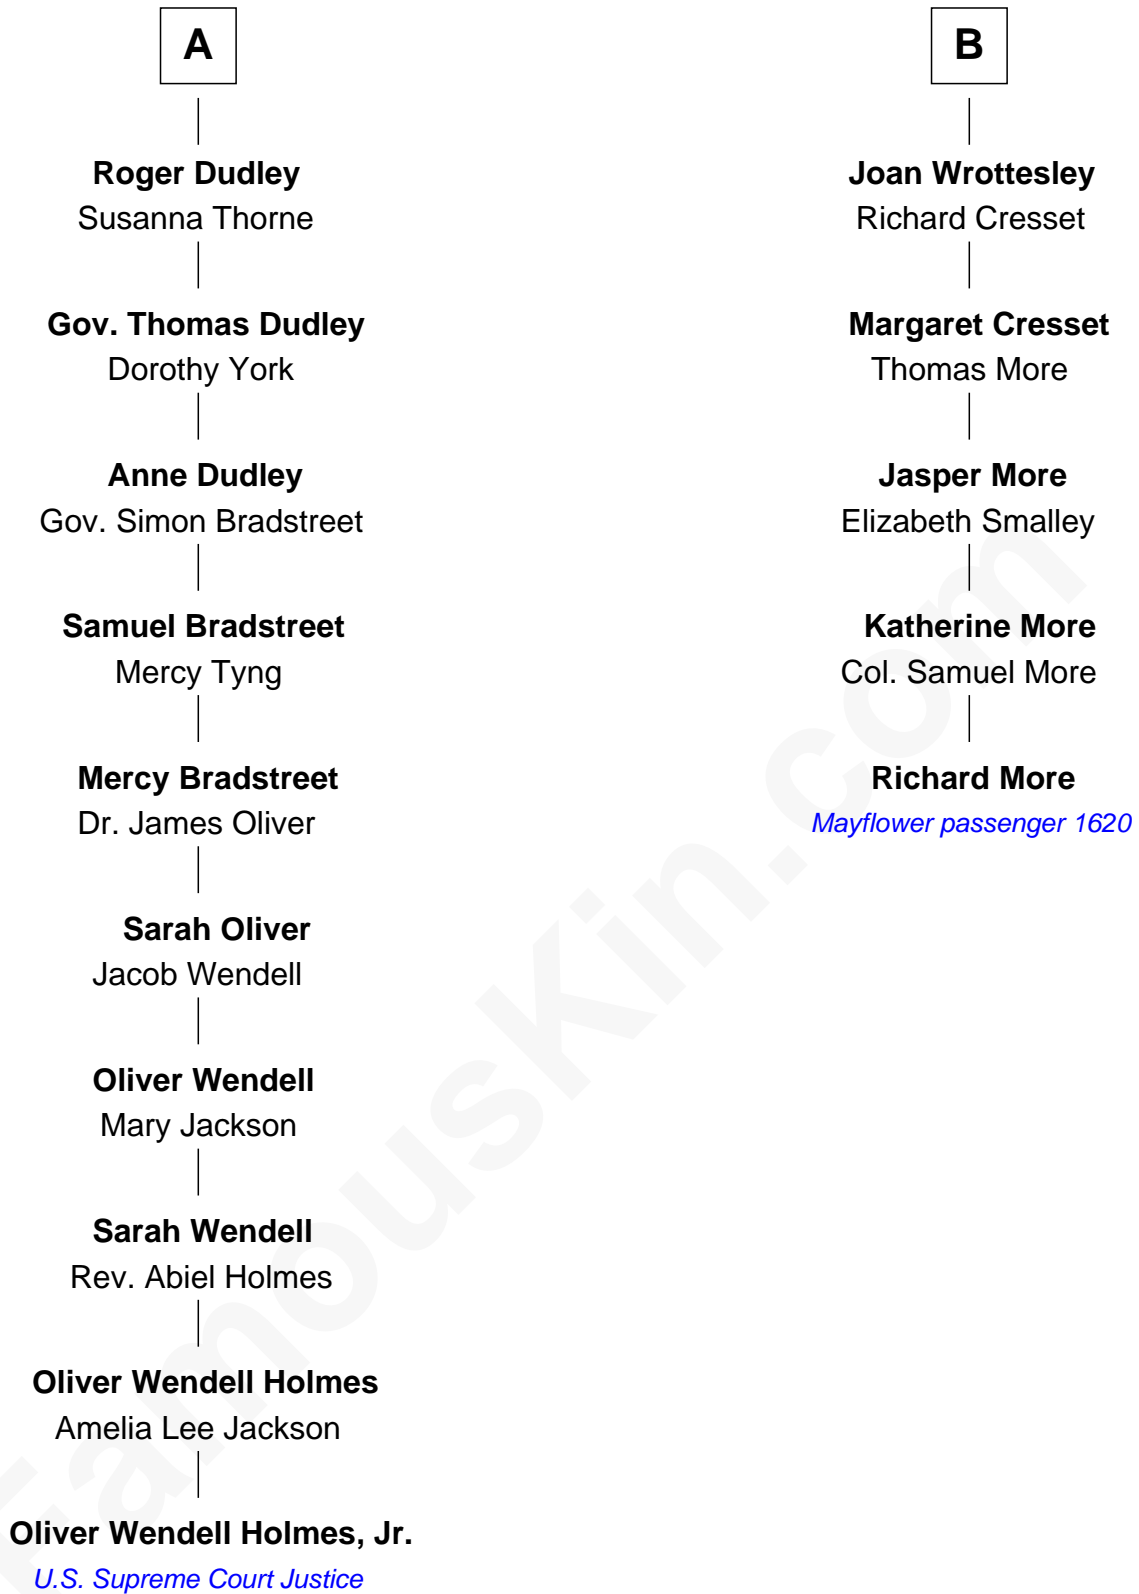 A
Roger Dudley
Susanna Thorne
Gov. Thomas Dudley
Dorothy York
Anne Dudley
Gov. Simon Bradstreet
Samuel Bradstreet
Mercy Tyng
Mercy Bradstreet
Dr. James Oliver
Sarah Oliver
Jacob Wendell
Oliver Wendell
Mary Jackson
Sarah Wendell
Rev. Abiel Holmes
Oliver Wendell Holmes
Amelia Lee Jackson
Oliver Wendell Holmes, Jr.
U.S. Supreme Court Justice
B
Joan Wrottesley
Richard Cresset
Margaret Cresset
Thomas More
Jasper More
Elizabeth Smalley
Katherine More
Col. Samuel More
Richard More
Mayflower passenger 1620
FamousKin.com